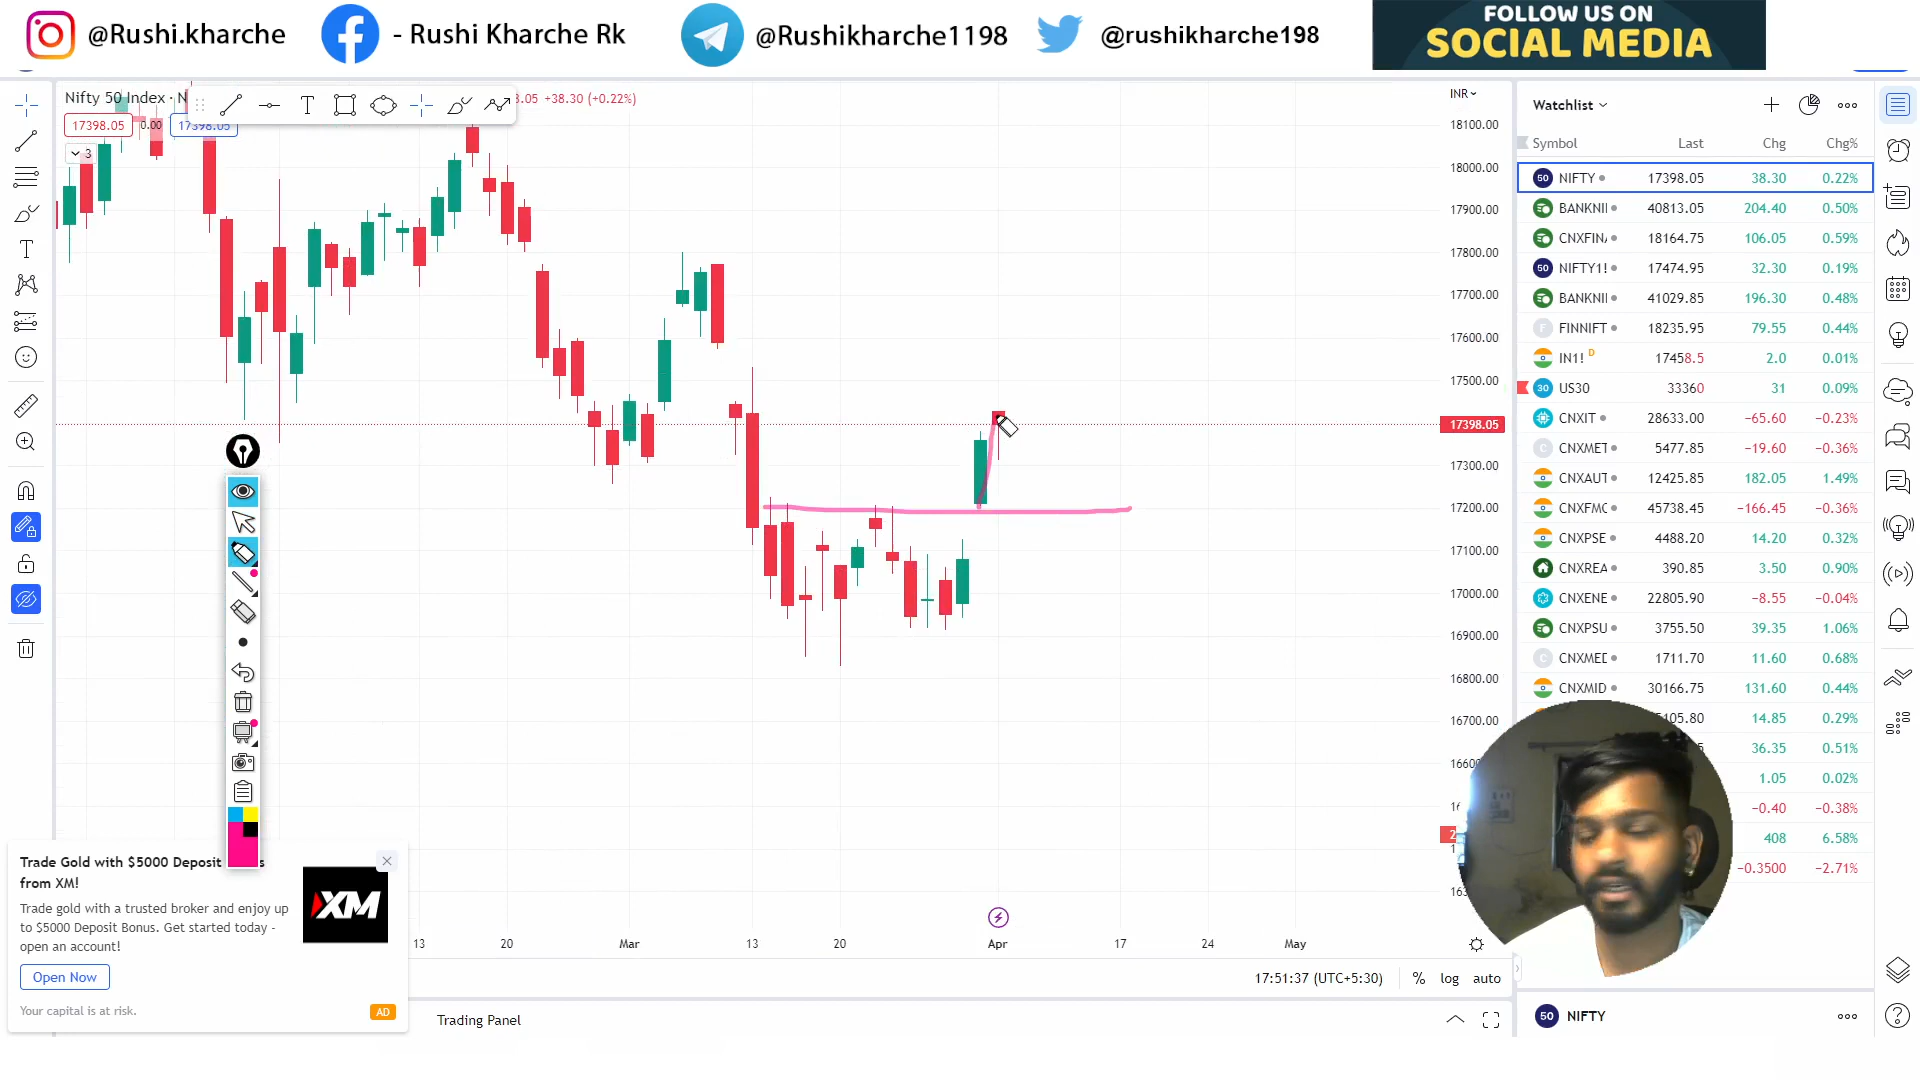 @Rushi.kharche
- Rushi Kharche Rk
@Rushikharche1198
@rushikharche198
FOLLOW US ON
SOCIAL MEDIA
Nifty 50 Index · N
+38.30 (+0.22%)
17398.05
0.00
17398.05
3
INR
18100.00
18000.00
17900.00
17800.00
17700.00
17600.00
17500.00
17398.05
17300.00
17200.00
17100.00
17000.00
16900.00
16800.00
16700.00
Watchlist
Symbol Last Chg Chg%
50 NIFTY 17398.05 38.30 0.22%
BANKNI 40813.05 204.40 0.50%
CNXFIN 18164.75 106.05 0.59%
50 NIFTY1! 17474.95 32.30 0.19%
BANKNI 41029.85 196.30 0.48%
F FINNIFT 18235.95 79.55 0.44%
IN1! D 17458.5 2.0 0.01%
30 US30 33360 31 0.09%
CNXIT 28633.00 −65.60 −0.23%
C CNXMET 5477.85 −19.60 −0.36%
CNXAUT 12425.85 182.05 1.49%
CNXFMC 45738.45 −166.45 −0.36%
CNXPSE 4488.20 14.20 0.32%
CNXREA 390.85 3.50 0.90%
CNXENE 22805.90 −8.55 −0.04%
CNXPSU 3755.50 39.35 1.06%
C CNXMED 1711.70 11.60 0.68%
CNXMID 30166.75 131.60 0.44%
105.80 14.85 0.29%
36.35 0.51%
1.05 0.02%
−0.40 −0.38%
408 6.58%
−0.3500 −2.71%
13 20 Mar 13 20 Apr 17 24 May
17:51:37 (UTC+5:30) % log auto
Trading Panel
50 NIFTY
Trade Gold with $5000 Deposit
from XM!
Trade gold with a trusted broker and enjoy up
to $5000 Deposit Bonus. Get started today -
open an account!
XM
Open Now
Your capital is at risk.
AD